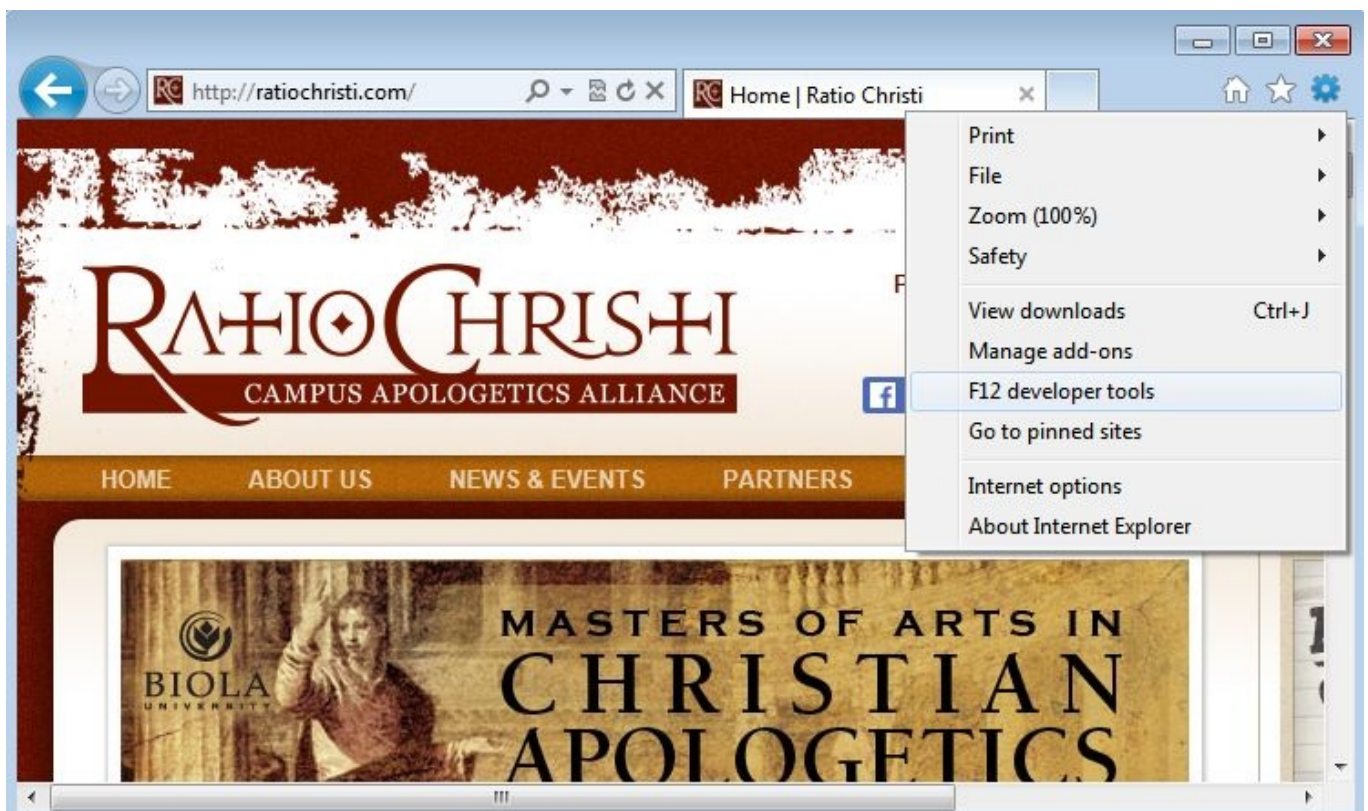 RC http://ratiochristi.com/
RC Home | Ratio Christi
Print
File
Zoom (100%)
Safety
View downloads Ctrl+J
Manage add-ons
F12 developer tools
Go to pinned sites
Internet options
About Internet Explorer
RATIO CHRISTI
CAMPUS APOLOGETICS ALLIANCE
f
HOME ABOUT US NEWS & EVENTS PARTNERS
BIOLA
UNIVERSITY
MASTERS OF ARTS IN
CHRISTIAN
APOLOGETICS